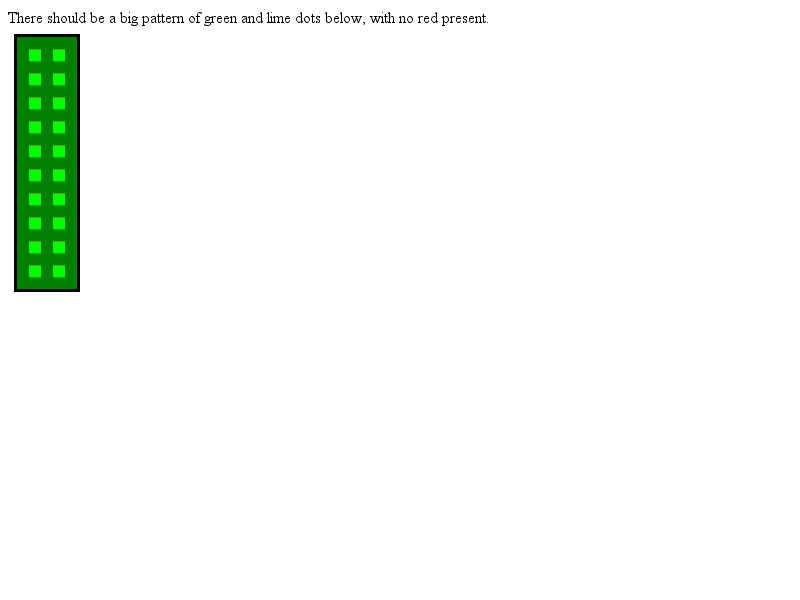 There should be a big pattern of green and lime dots below, with no red present.